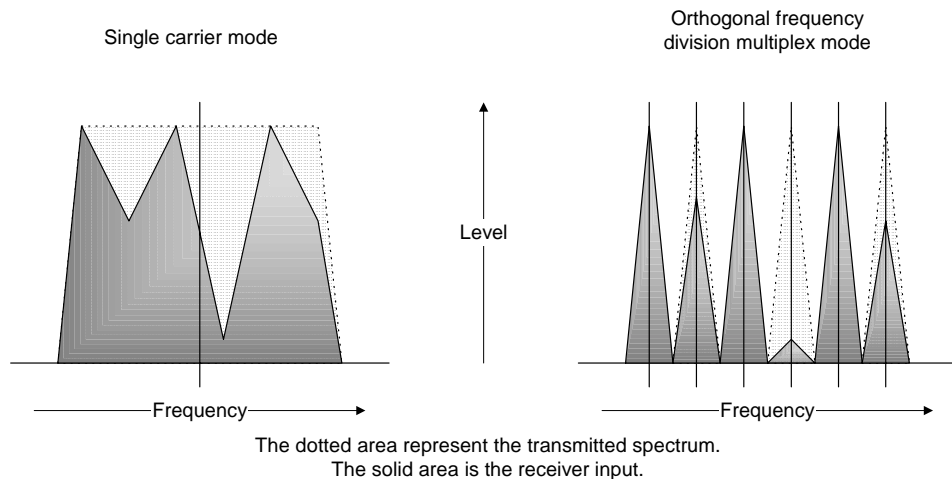 Single carrier mode
Orthogonal frequency
division multiplex mode
Level
Frequency
Frequency
The dotted area represent the transmitted spectrum.
The solid area is the receiver input.